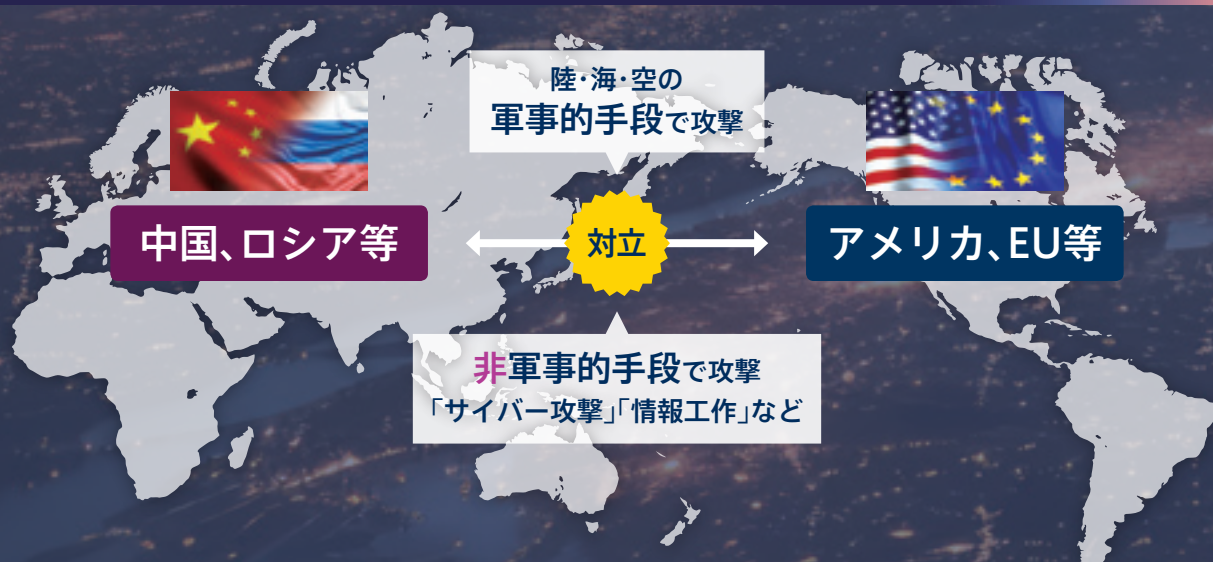 陸・海・空の
軍事的手段で攻撃
中国、ロシア等
対立
アメリカ、EU等
非軍事的手段で攻撃
「サイバー攻撃」「情報工作」など